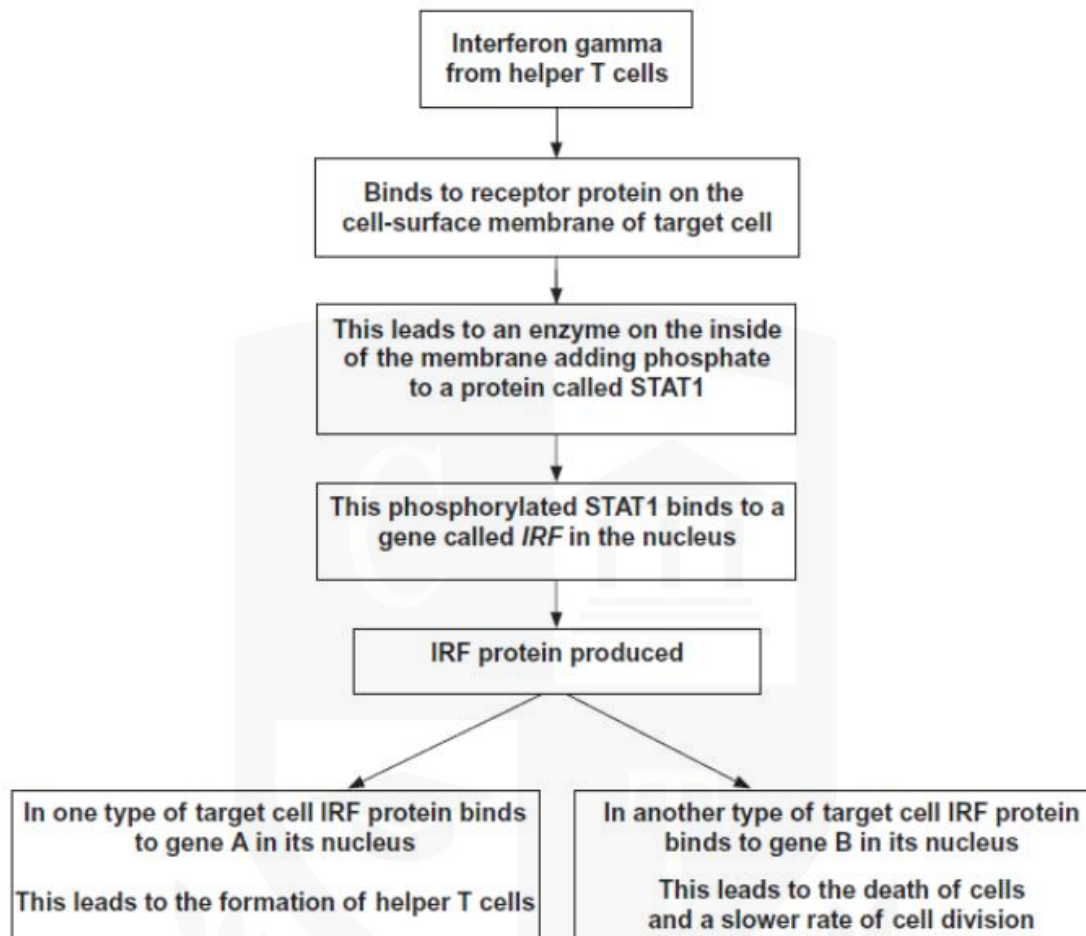 Interferon gamma
from helper T cells
Binds to receptor protein on the
cell-surface membrane of target cell
This leads to an enzyme on the inside
of the membrane adding phosphate
to a protein called STAT1
This phosphorylated STAT1 binds to a
gene called IRF in the nucleus
IRF protein produced
In one type of target cell IRF protein binds
to gene A in its nucleus
This leads to the formation of helper T cells
In another type of target cell IRF protein
binds to gene B in its nucleus
This leads to the death of cells
and a slower rate of cell division